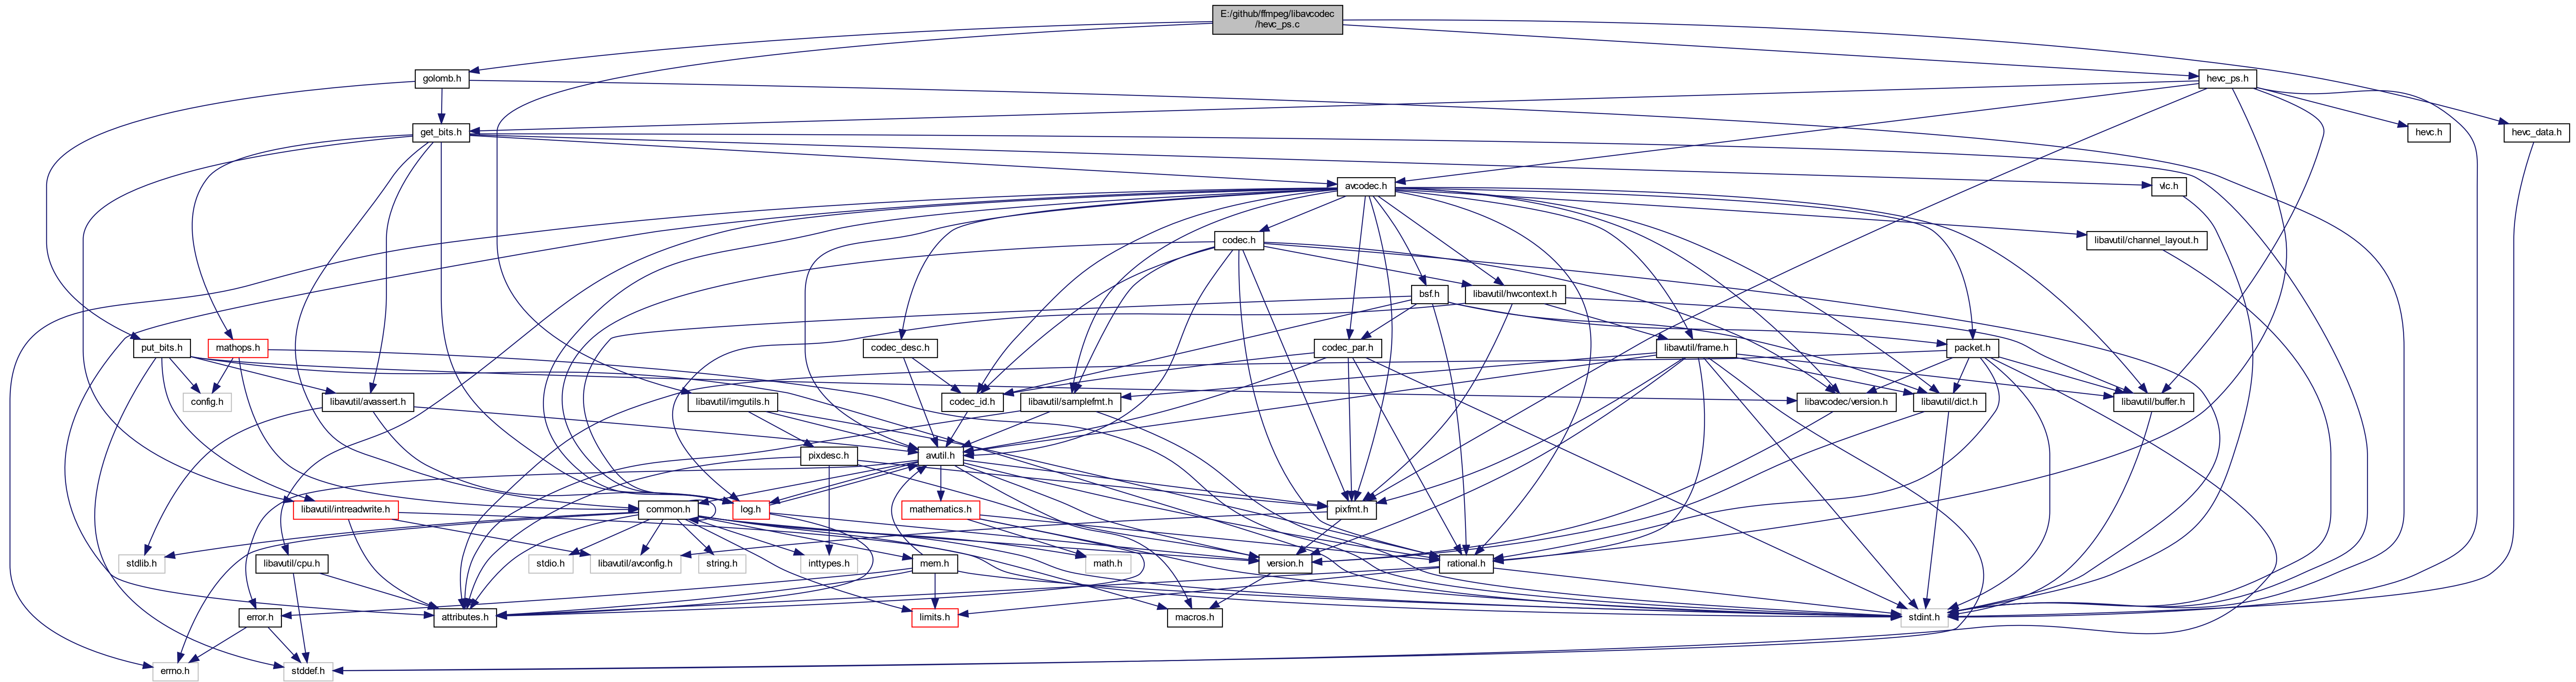 E:/github/ffmpeg/libavcodec
/hevc_ps.c
golomb.h
hevc_ps.h
get_bits.h
hevc.h
hevc_data.h
avcodec.h
vlc.h
codec.h
libavutil/channel_layout.h
bsf.h
libavutil/hwcontext.h
put_bits.h
mathops.h
codec_desc.h
codec_par.h
libavutil/frame.h
packet.h
config.h
libavutil/avassert.h
libavutil/imgutils.h
codec_id.h
libavutil/samplefmt.h
libavcodec/version.h
libavutil/dict.h
libavutil/buffer.h
pixdesc.h
avutil.h
libavutil/intreadwrite.h
common.h
log.h
mathematics.h
pixfmt.h
stdlib.h
libavutil/cpu.h
stdio.h
libavutil/avconfig.h
string.h
inttypes.h
mem.h
math.h
version.h
rational.h
error.h
attributes.h
limits.h
macros.h
stdint.h
errno.h
stddef.h